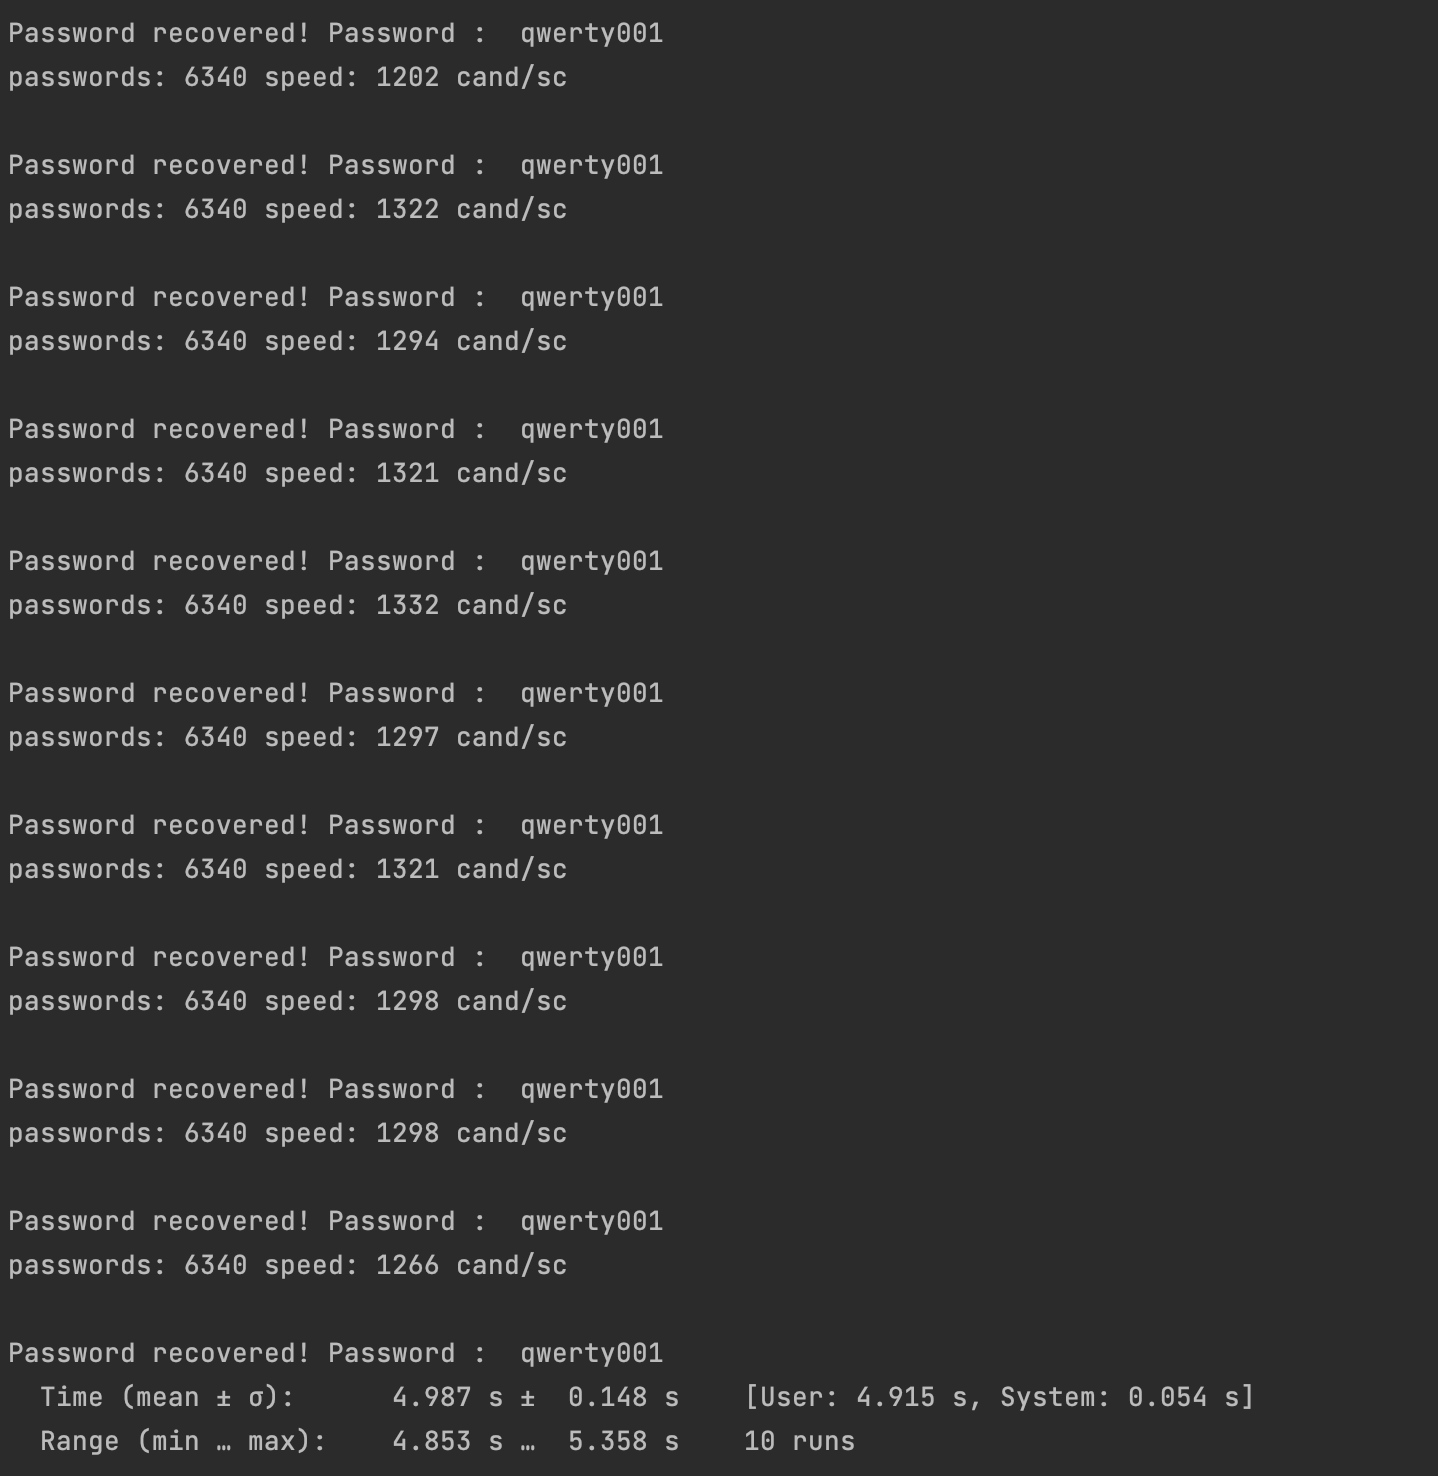 Password recovered! Password :  qwerty001
passwords: 6340 speed: 1202 cand/sc
Password recovered! Password :  qwerty001
passwords: 6340 speed: 1322 cand/sc
Password recovered! Password :  qwerty001
passwords: 6340 speed: 1294 cand/sc
Password recovered! Password :  qwerty001
passwords: 6340 speed: 1321 cand/sc
Password recovered! Password :  qwerty001
passwords: 6340 speed: 1332 cand/sc
Password recovered! Password :  qwerty001
passwords: 6340 speed: 1297 cand/sc
Password recovered! Password :  qwerty001
passwords: 6340 speed: 1321 cand/sc
Password recovered! Password :  qwerty001
passwords: 6340 speed: 1298 cand/sc
Password recovered! Password :  qwerty001
passwords: 6340 speed: 1298 cand/sc
Password recovered! Password :  qwerty001
passwords: 6340 speed: 1266 cand/sc
Password recovered! Password :  qwerty001
  Time (mean ± σ):      4.987 s ±  0.148 s    [User: 4.915 s, System: 0.054 s]
  Range (min … max):    4.853 s …  5.358 s    10 runs